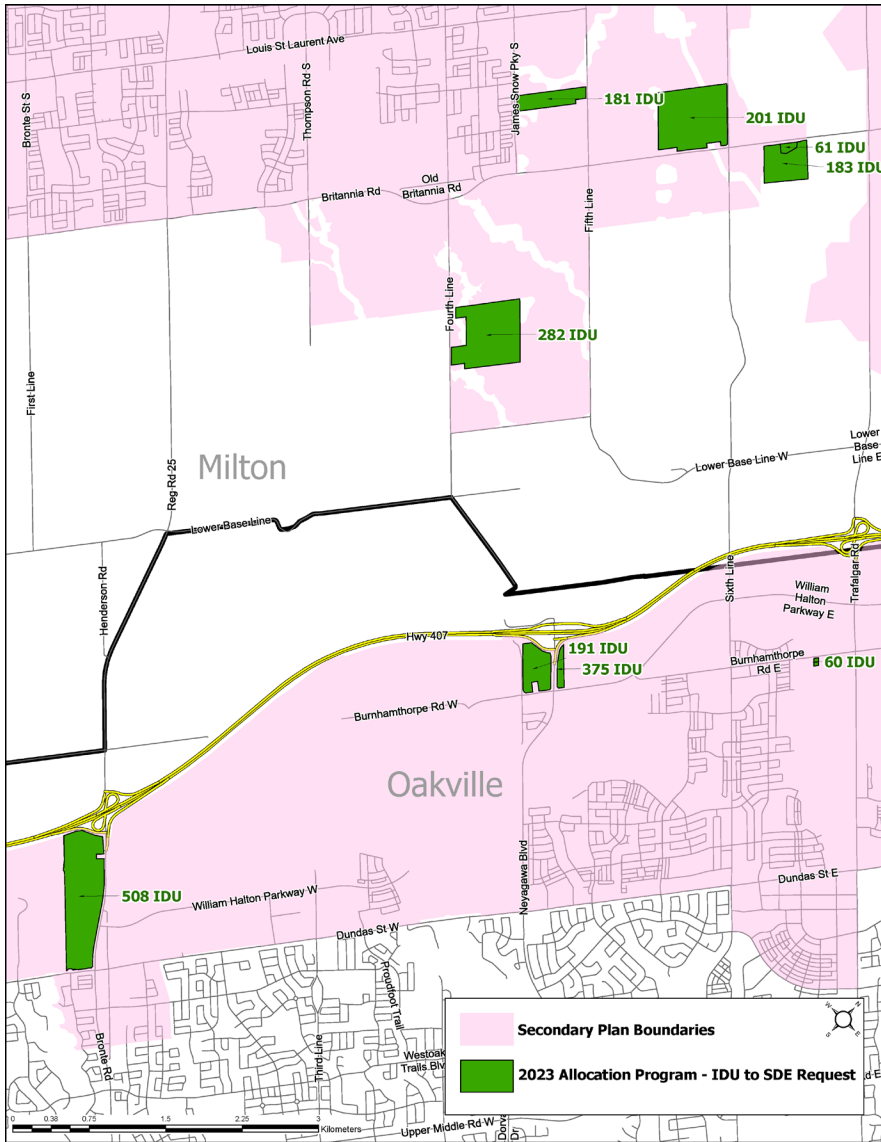 Louis St Laurent Ave
Bronte St S
Thompson Rd S
James Snow Pky S
181 IDU
201 IDU
61 IDU
183 IDU
Old
Britannia Rd
Britannia Rd
Fifth Line
Fourth Line
282 IDU
First Line
Reg Rd 25
Milton
Lower
Base
Line E
Lower Base Line W
Lower Base Line
Henderson Rd
Sixth Line
Trafalgar Rd
William
Halton
Parkway E
Hwy 407
191 IDU
375 IDU
Burnhamthorpe
Rd E
60 IDU
Burnhamthorpe Rd W
Oakville
Neyagawa Blvd
508 IDU
William Halton Parkway W
Dundas St E
Dundas St W
Proudfoot Trail
Bronte Rd
Third Line
Westoak
Trails Blv
Upper Middle Rd W
Dorva
Dr
Rd E
Secondary Plan Boundaries
2023 Allocation Program - IDU to SDE Request
W
N
S
E
0 0.38 0.75 1.5 2.25 3
Kilometers